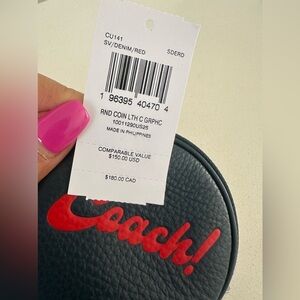 CU141
SV/DENIM/RED SDERD
1 96395 40470 4
RND COIN LTH C GRPHC
10011290US25
MADE IN PHILIPPINES
COMPARABLE VALUE
$150.00 USD
$180.00 CAD
Coach!